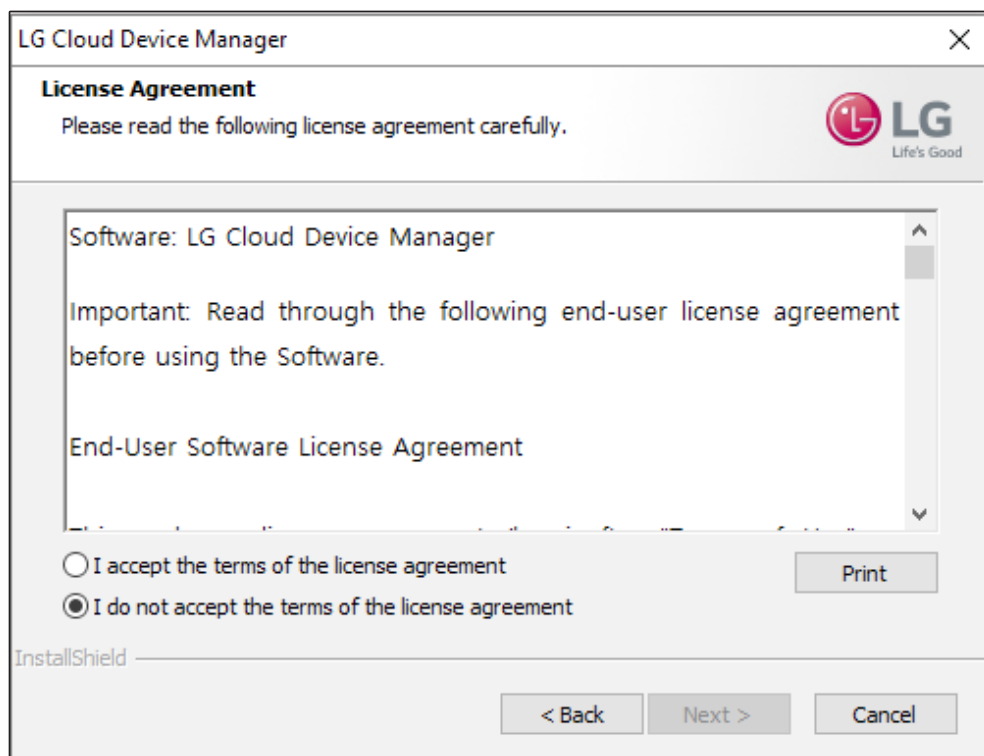 LG Cloud Device Manager
License Agreement
Please read the following license agreement carefully.
LG
Life's Good
Software: LG Cloud Device Manager
Important: Read through the following end-user license agreement
before using the Software.
End-User Software License Agreement
I accept the terms of the license agreement
Print
I do not accept the terms of the license agreement
InstallShield
< Back
Next >
Cancel